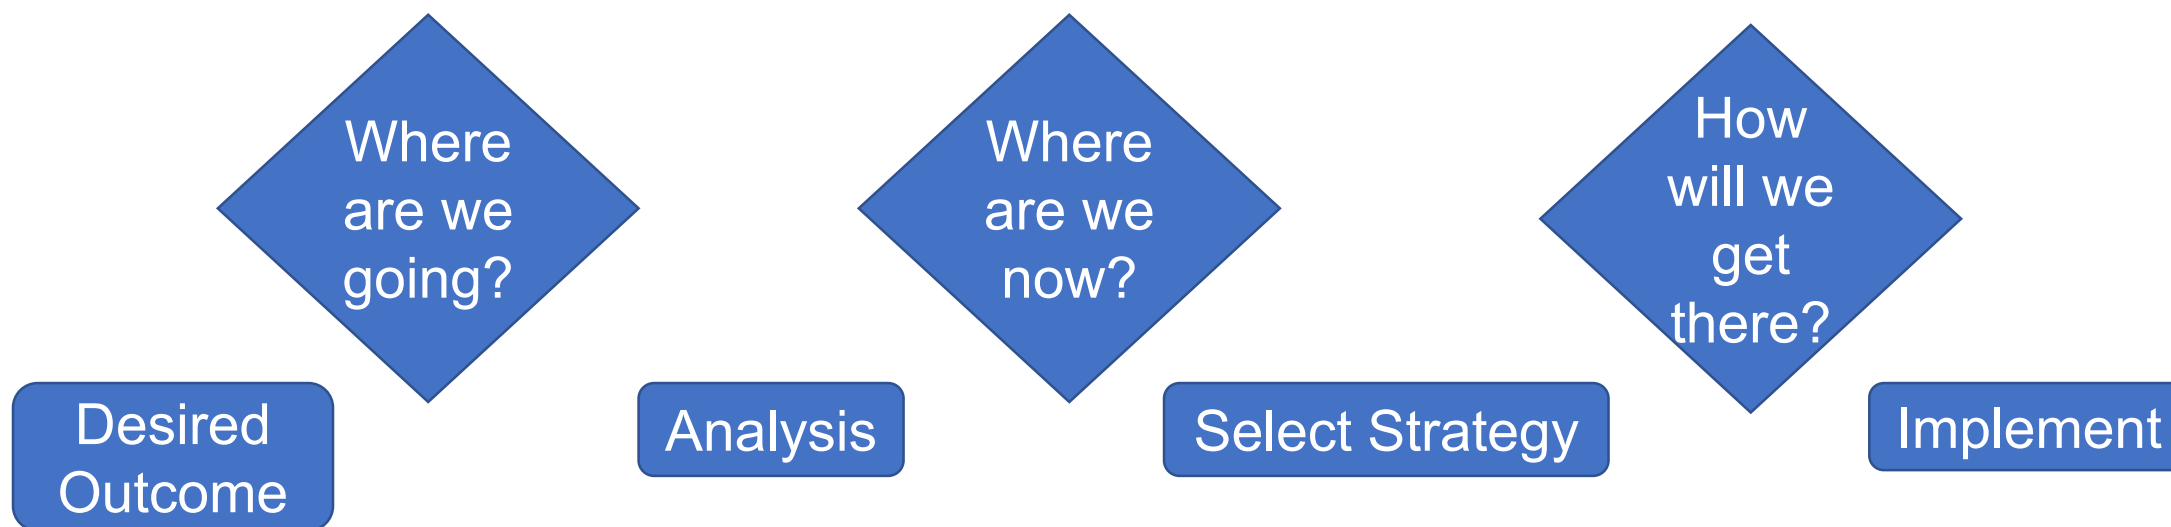 Where
are we
going?
Where
are we
now?
How
will we
get
there?
Desired
Outcome
Analysis
Select Strategy
Implement